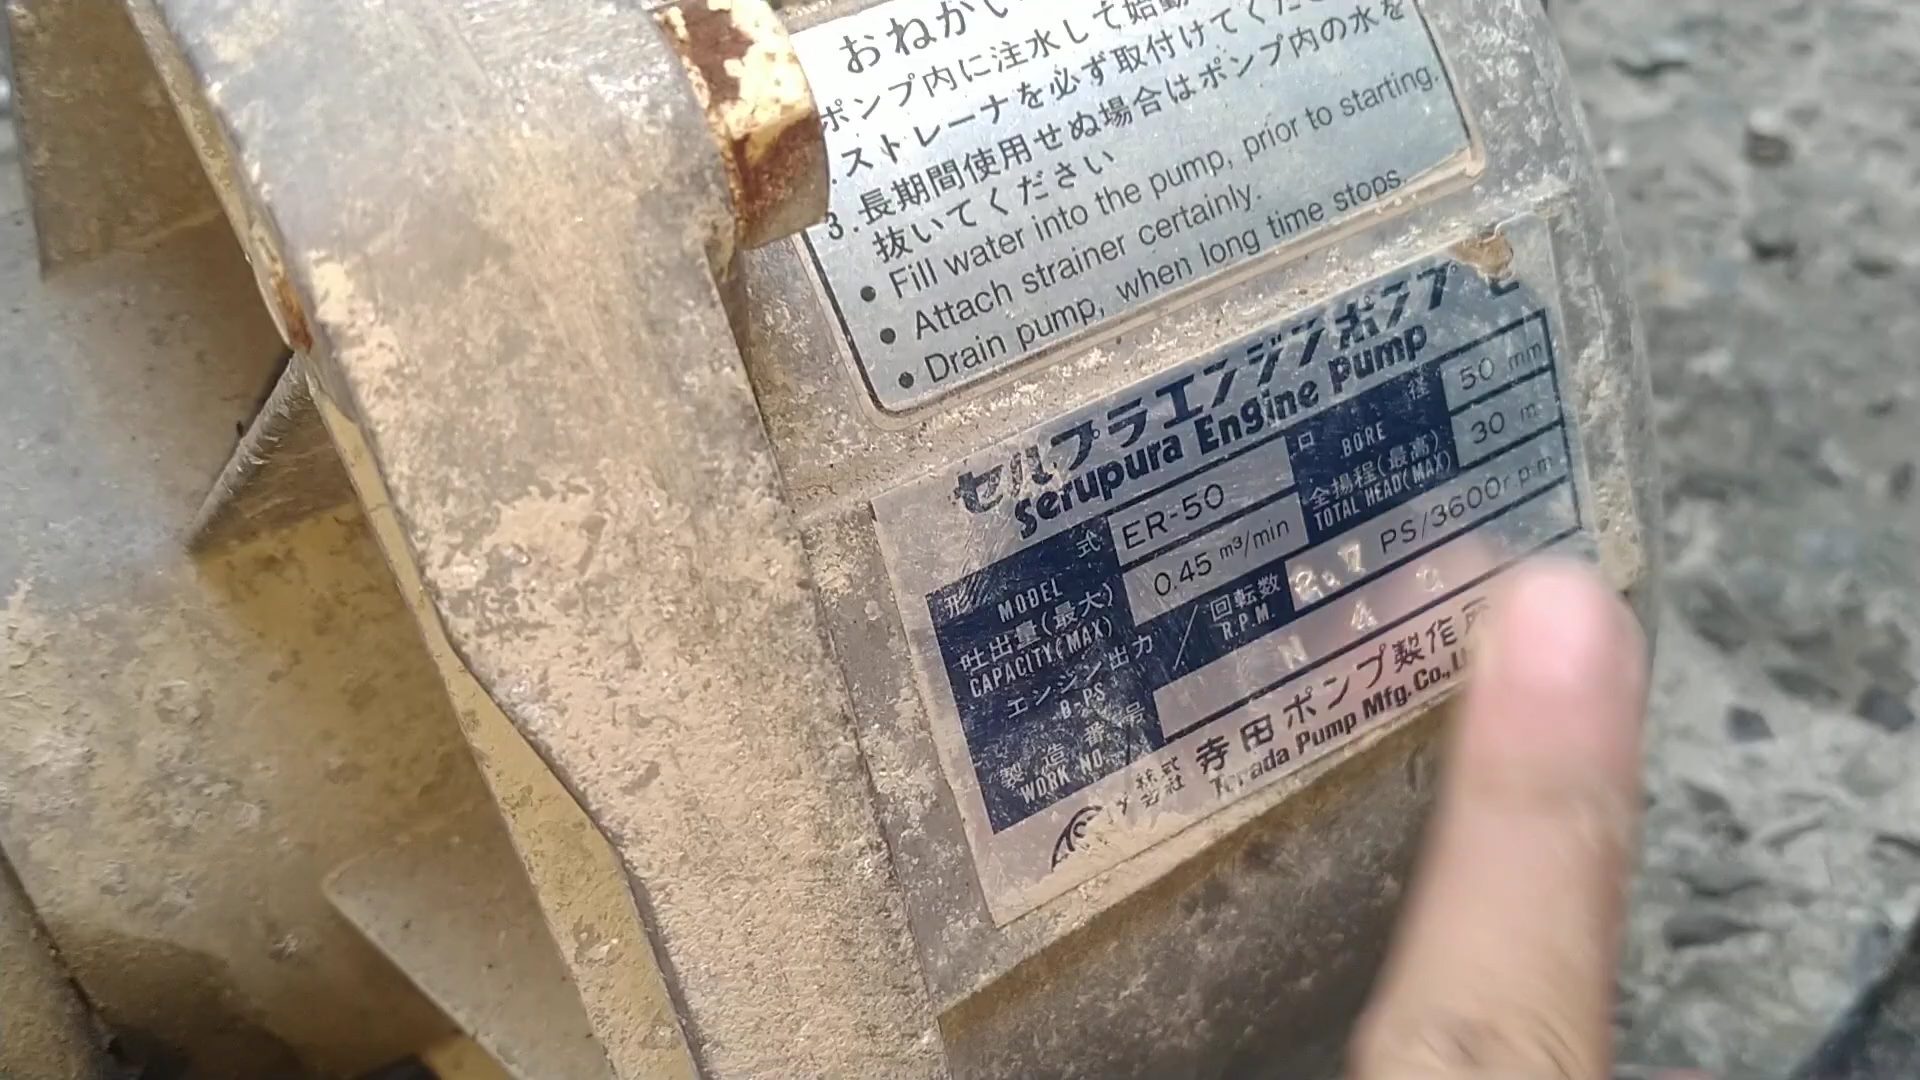 おねがい
ポンプ内に注水して始動
ストレーナを必ず取付けてくださ
3. 長期間使用せぬ場合はポンプ内の水を
抜いてください
• Fill water into the pump, prior to starting.
• Attach strainer certainly.
• Drain pump, when long time stops.
セルプラエンジンポンプ
Serupura Engine Pump
形 式 MODEL ER-50 口 径 BORE 50 mm
吐出量(最大) CAPACITY(MAX) 0.45 m³/min 全揚程(最高) TOTAL HEAD(MAX) 30 m
エンジン出力 B-PS / 回転数 R.P.M. PS/3600r.p.m.
製造番号 WORK NO. N 4
株式会社 寺田ポンプ製作所
Terada Pump Mfg. Co.,